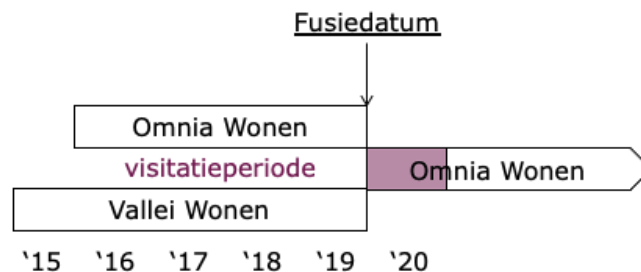 Fusiedatum
Omnia Wonen
visitatieperiode
Omnia Wonen
Vallei Wonen
‘15 ‘16 ‘17 ‘18 ‘19 ‘20